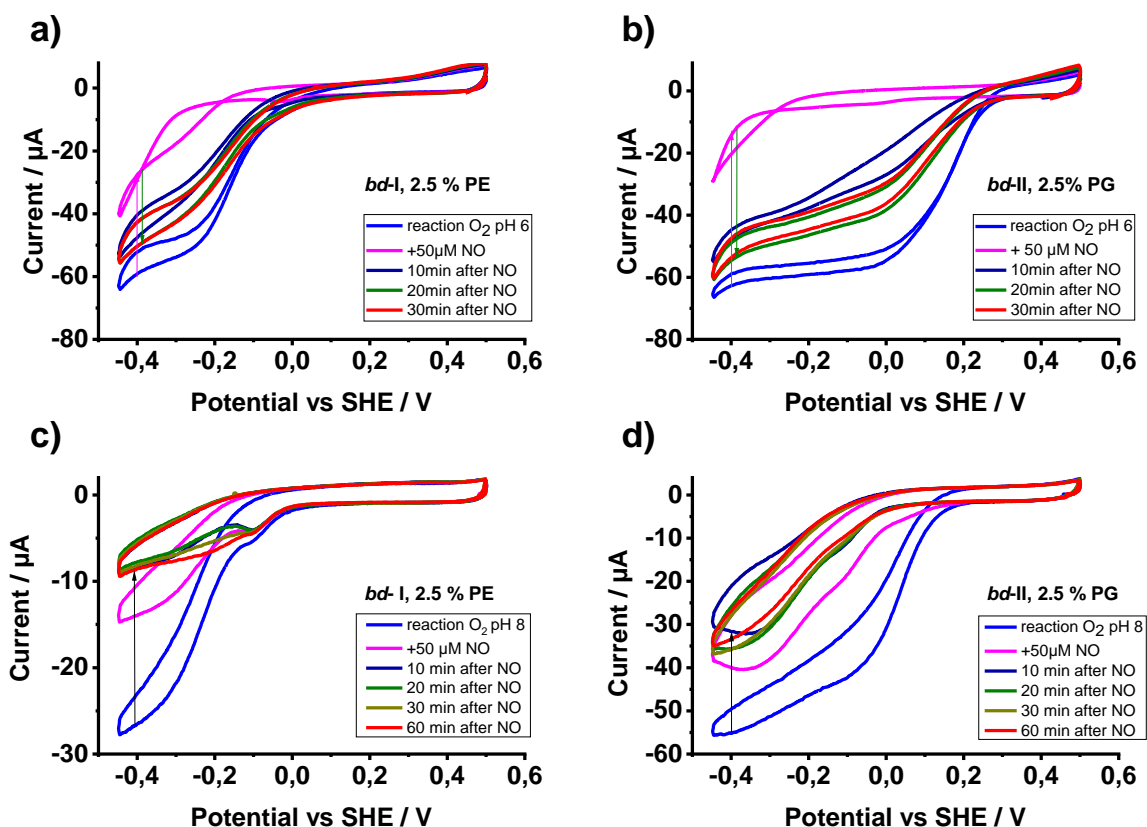 a)
0
-20
-40
-60
-80
Current / µA
bd-I, 2.5 % PE
reaction O2 pH 6
+50µM NO
10min after NO
20min after NO
30min after NO
-0,4 -0,2 0,0 0,2 0,4 0,6
Potential vs SHE / V
b)
0
-20
-40
-60
-80
Current / µA
bd-II, 2.5% PG
reaction O2 pH 6
+ 50 µM NO
10min after NO
20min after NO
30min after NO
-0,4 -0,2 0,0 0,2 0,4 0,6
Potential vs SHE / V
c)
0
-10
-20
-30
Current / µA
bd- I, 2.5 % PE
reaction O2 pH 8
+50 µM NO
10 min after NO
20 min after NO
30 min after NO
60 min after NO
-0,4 -0,2 0,0 0,2 0,4 0,6
Potential vs SHE / V
d)
0
-10
-20
-30
-40
-50
-60
Current / µA
bd-II, 2.5 % PG
reaction O2 pH 8
+50µM NO
10 min after NO
20 min after NO
30 min after NO
60 min after NO
-0,4 -0,2 0,0 0,2 0,4 0,6
Potential vs SHE / V